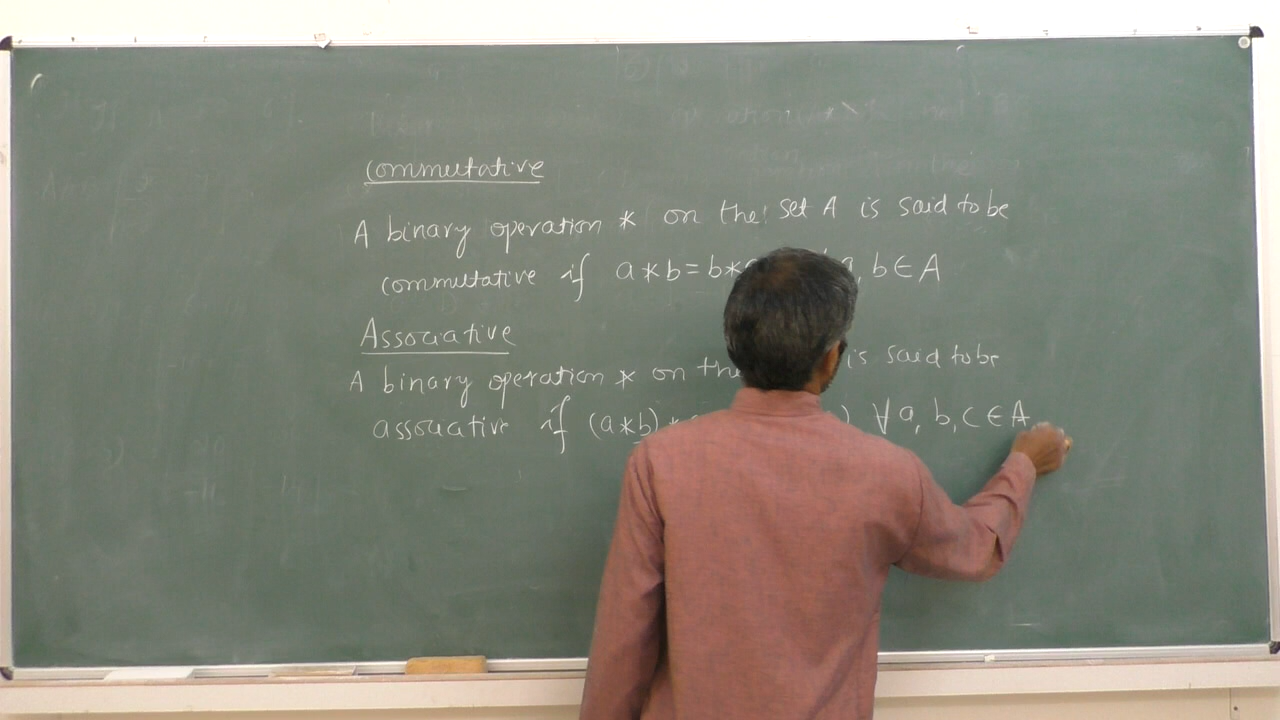 Commutative
A binary operation * on the set A is said to be
commutative if a*b=b* a, b∈A
Associative
A binary operation * on the is said to be
associative if (a*b)* ) ∀a, b, c∈A